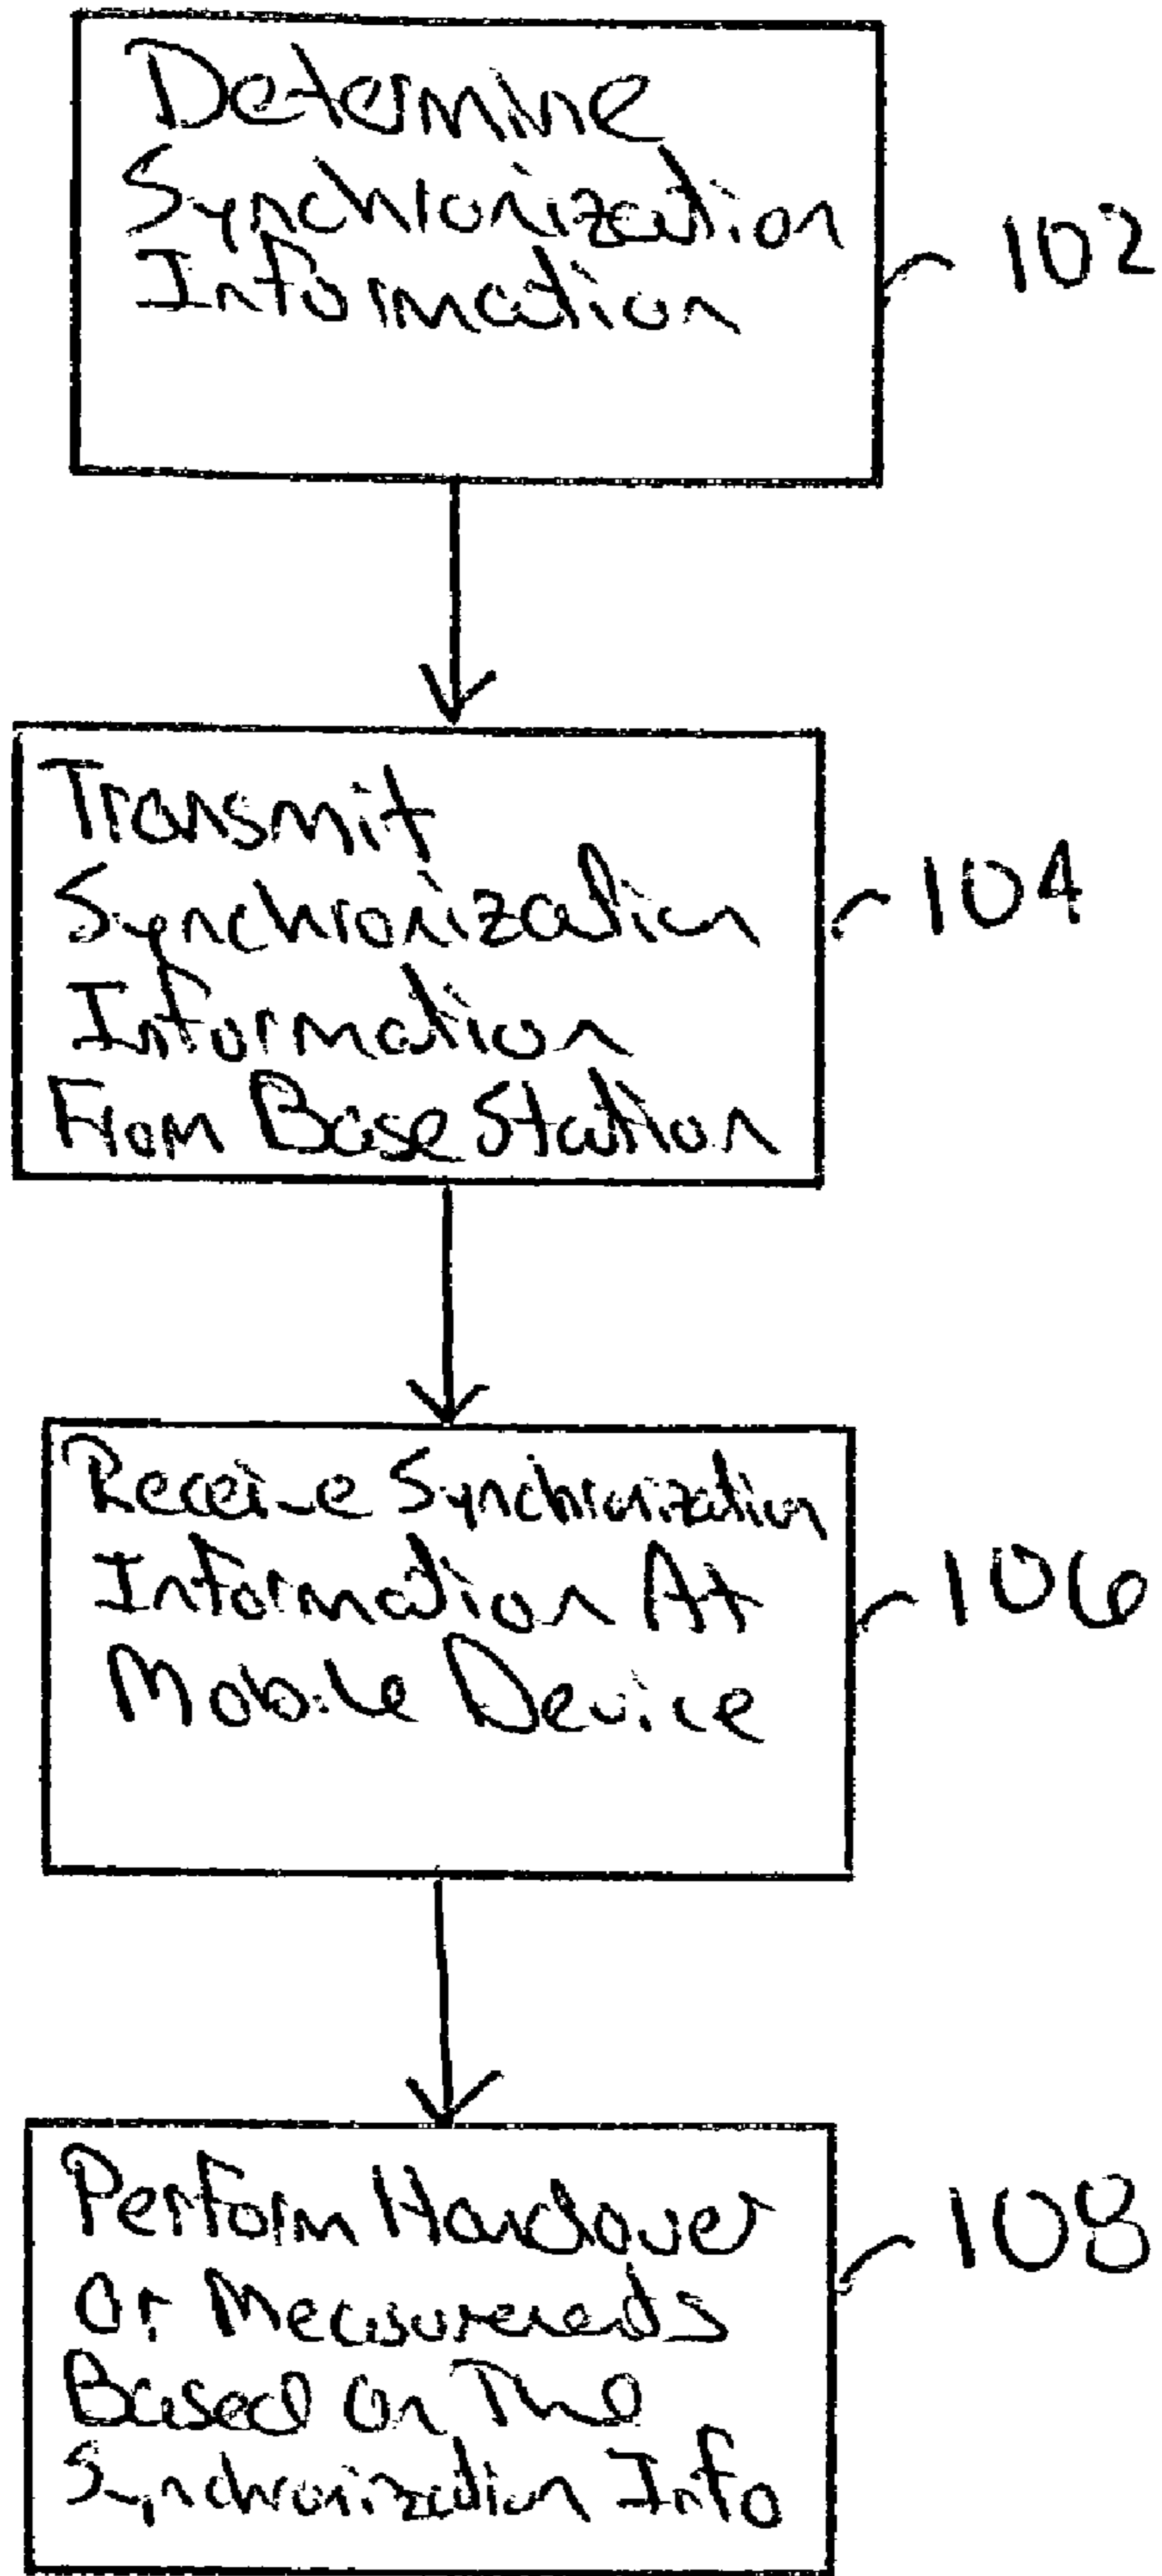 Determine
Synchronization
Information
102
Transmit
Synchronization
Information
From Base Station
104
Receive Synchronization
Information At
Mobile Device
106
Perform Handover
Or Measurements
Based On The
Synchronization Info
108